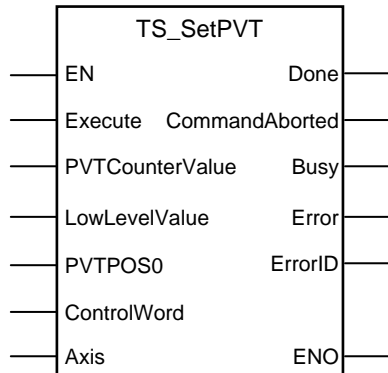 TS_SetPVT
EN Done
Execute CommandAborted
PVTCounterValue Busy
LowLevelValue Error
PVTPOS0 ErrorID
ControlWord
Axis ENO